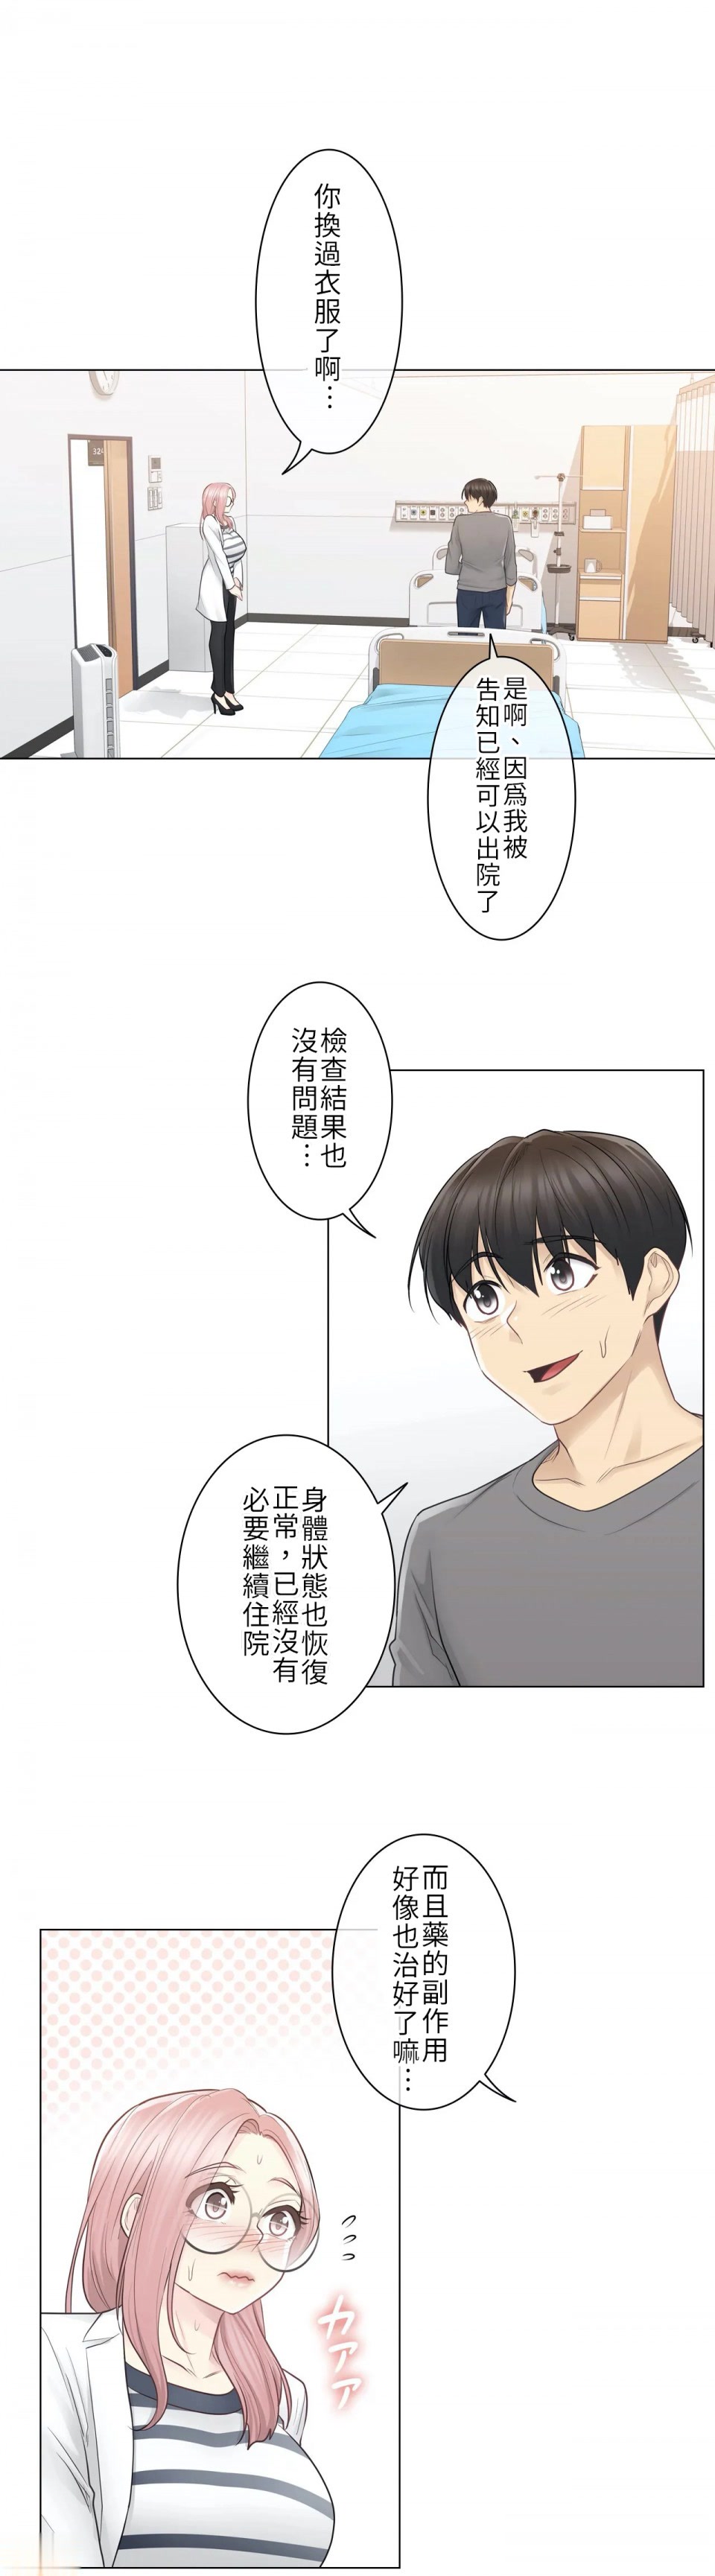 你換過衣服了啊⋯
32
是啊、因爲我被
告知已經可以出院了
檢查結果也
沒有問題⋯
身體狀態也恢復
正常，已經沒有
必要繼續住院
而且藥的副作用
好像也治好了嘛⋯
カアァ